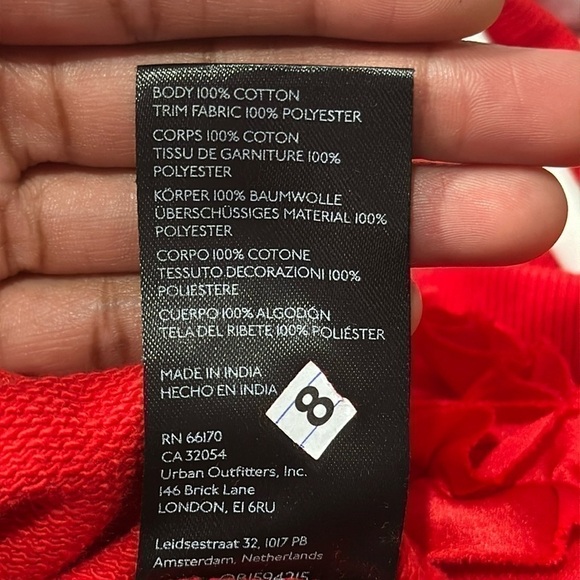 BODY 100% COTTON
TRIM FABRIC 100% POLYESTER
CORPS 100% COTON
TISSU DE GARNITURE 100%
POLYESTER
KÖRPER 100% BAUMWOLLE
ÜBERSCHÜSSIGES MATERIAL 100%
POLYESTER
CORPO 100% COTONE
TESSUTO DECORAZIONI 100%
POLIESTERE
CUERPO 100% ALGODÓN
TELA DEL RIBETE 100% POLIÉSTER
MADE IN INDIA
HECHO EN INDIA
8
RN 66170
CA 32054
Urban Outfitters, Inc.
146 Brick Lane
LONDON, E1 6RU
Leidsestraat 32, 1017 PB
Amsterdam, Netherlands